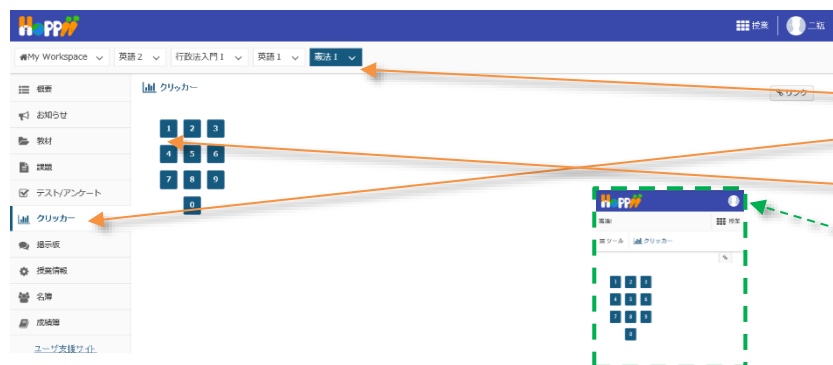 Hoppii
授業
二瓶
My Workspace 英語2 行政法入門1 英語1 憲法1
概要
クリッカー
リンク
お知らせ
教材
課題
テスト/アンケート
クリッカー
掲示板
授業情報
名簿
成績簿
ユーザ支援サイト
1 2 3
4 5 6
7 8 9
0
Hoppii
授業
ツール クリッカー
1 2 3
4 5 6
7 8 9
0